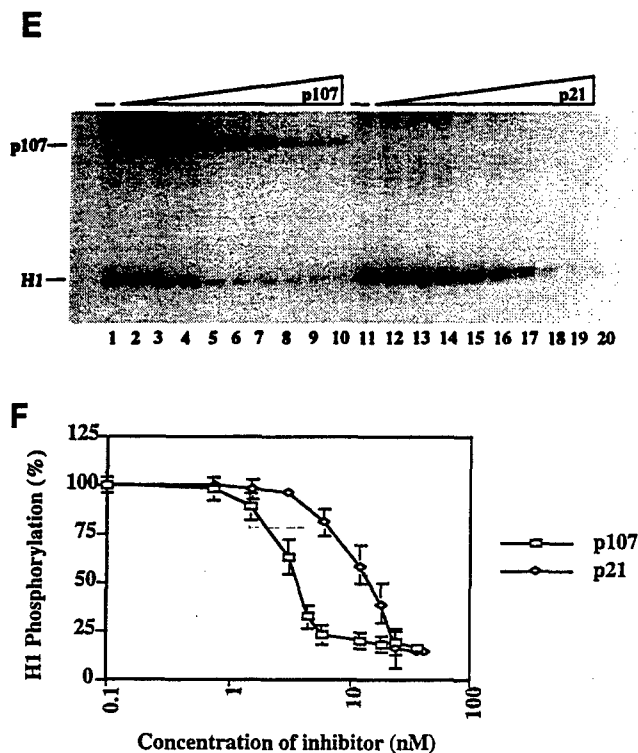 E
p107 p21
p107
H1
1 2 3 4 5 6 7 8 9 10 11 12 13 14 15 16 17 18 19 20
F
125
100
75
50
25
0
H1 Phosphorylation (%)
0.1 1 10 100
Concentration of inhibitor (nM)
p107
p21